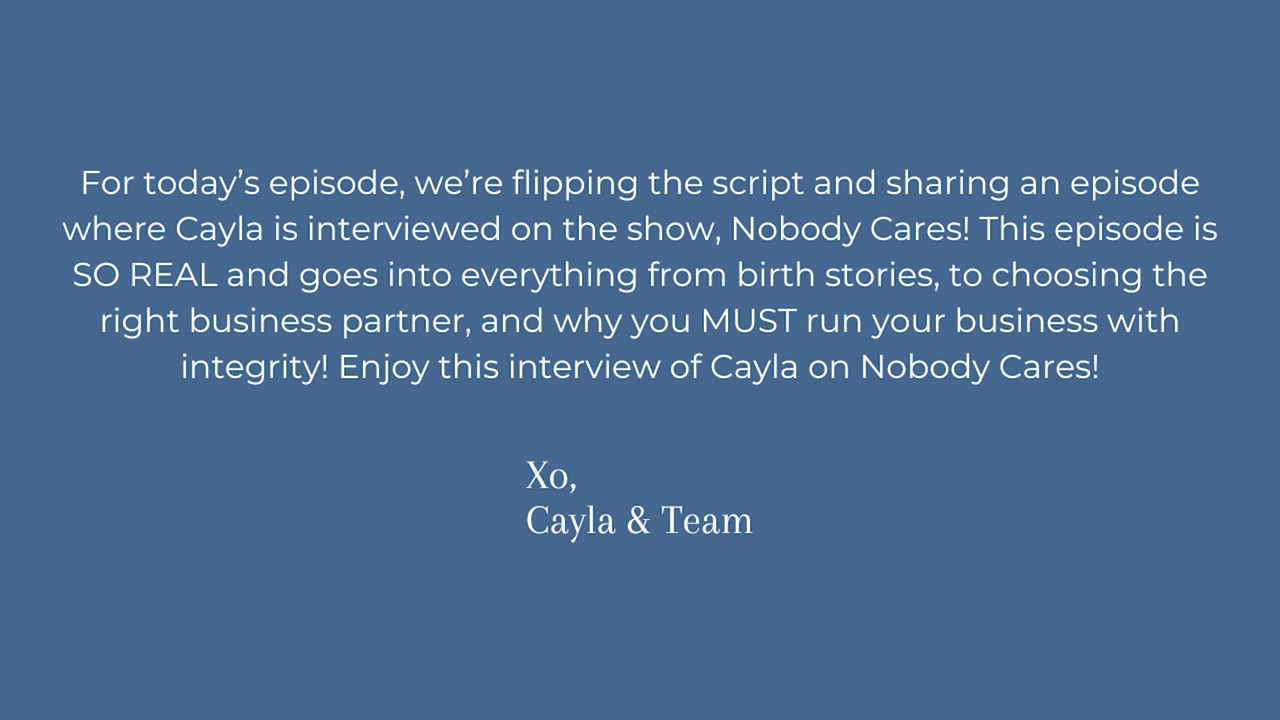 For today’s episode, we’re flipping the script and sharing an episode
where Cayla is interviewed on the show, Nobody Cares! This episode is
SO REAL and goes into everything from birth stories, to choosing the
right business partner, and why you MUST run your business with
integrity! Enjoy this interview of Cayla on Nobody Cares!
Xo,
Cayla & Team